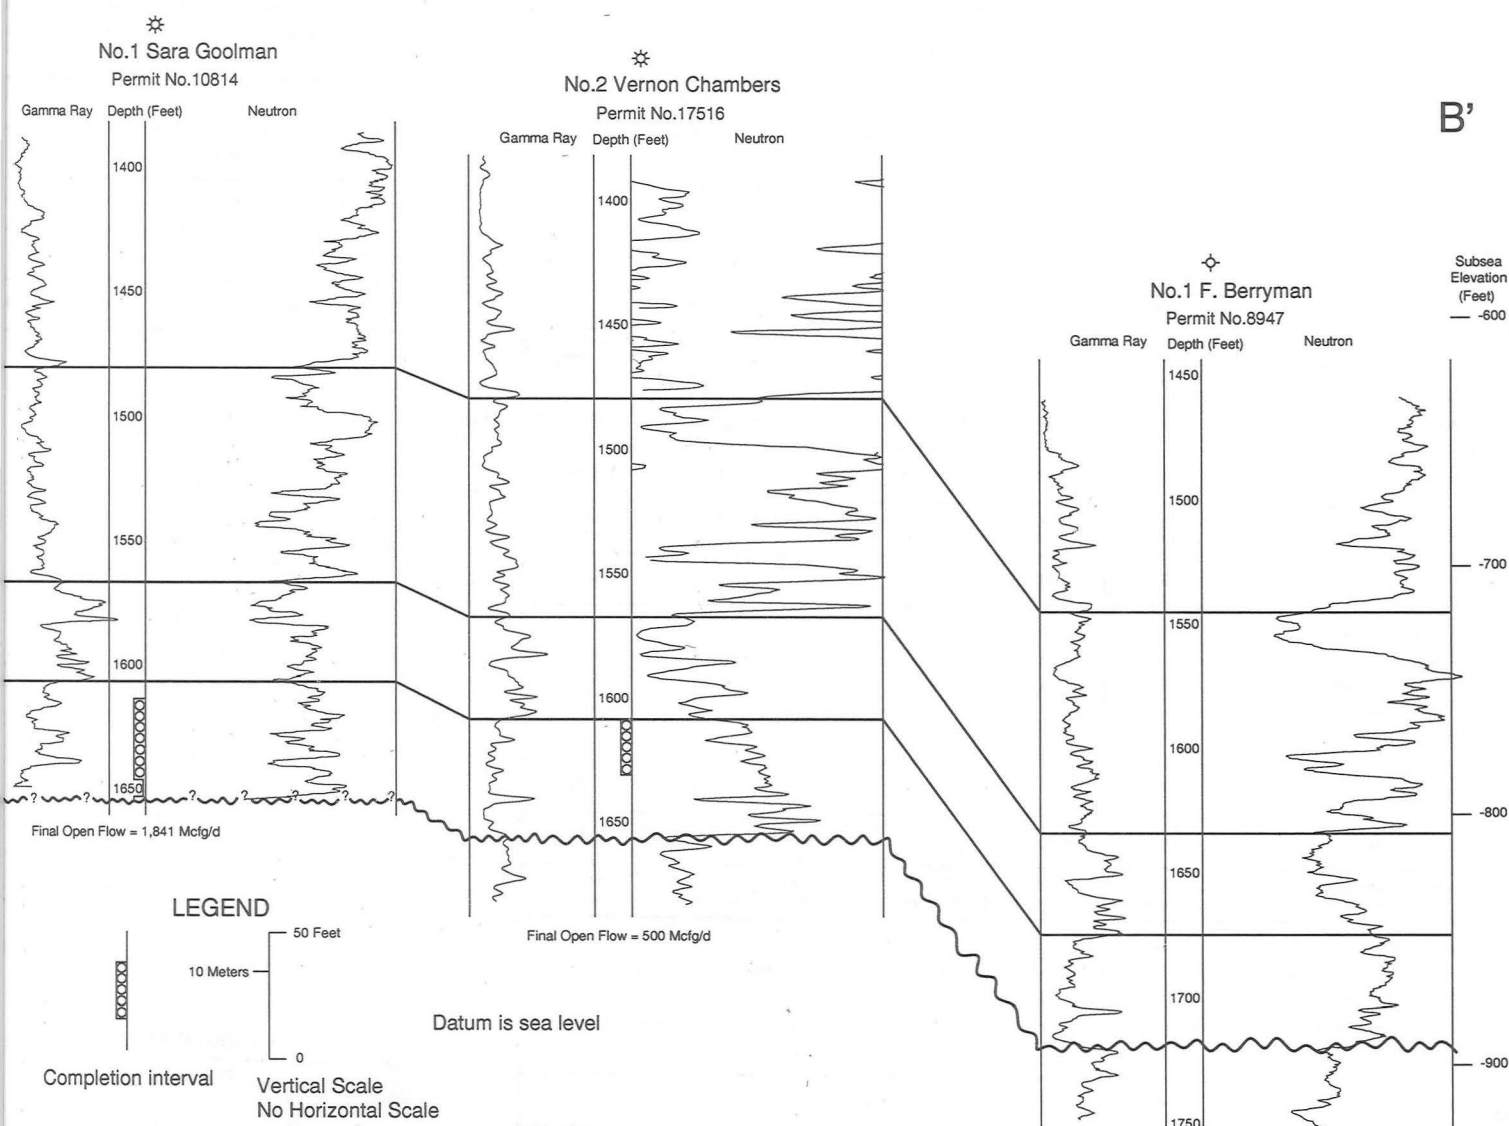 No.1 Sara Goolman
Permit No.10814
Gamma Ray Depth (Feet) Neutron
1400
1450
1500
1550
1600
1650
? ? ? ? ? ? ?
Final Open Flow = 1,841 Mcfg/d
No.2 Vernon Chambers
Permit No.17516
Gamma Ray Depth (Feet) Neutron
1400
1450
1500
1550
1600
1650
Final Open Flow = 500 Mcfg/d
B'
No.1 F. Berryman
Permit No.8947
Gamma Ray Depth (Feet) Neutron
1450
1500
1550
1600
1650
1700
1750
Subsea
Elevation
(Feet)
-600
-700
-800
-900
LEGEND
50 Feet
10 Meters
0
Completion interval
Vertical Scale
No Horizontal Scale
Datum is sea level